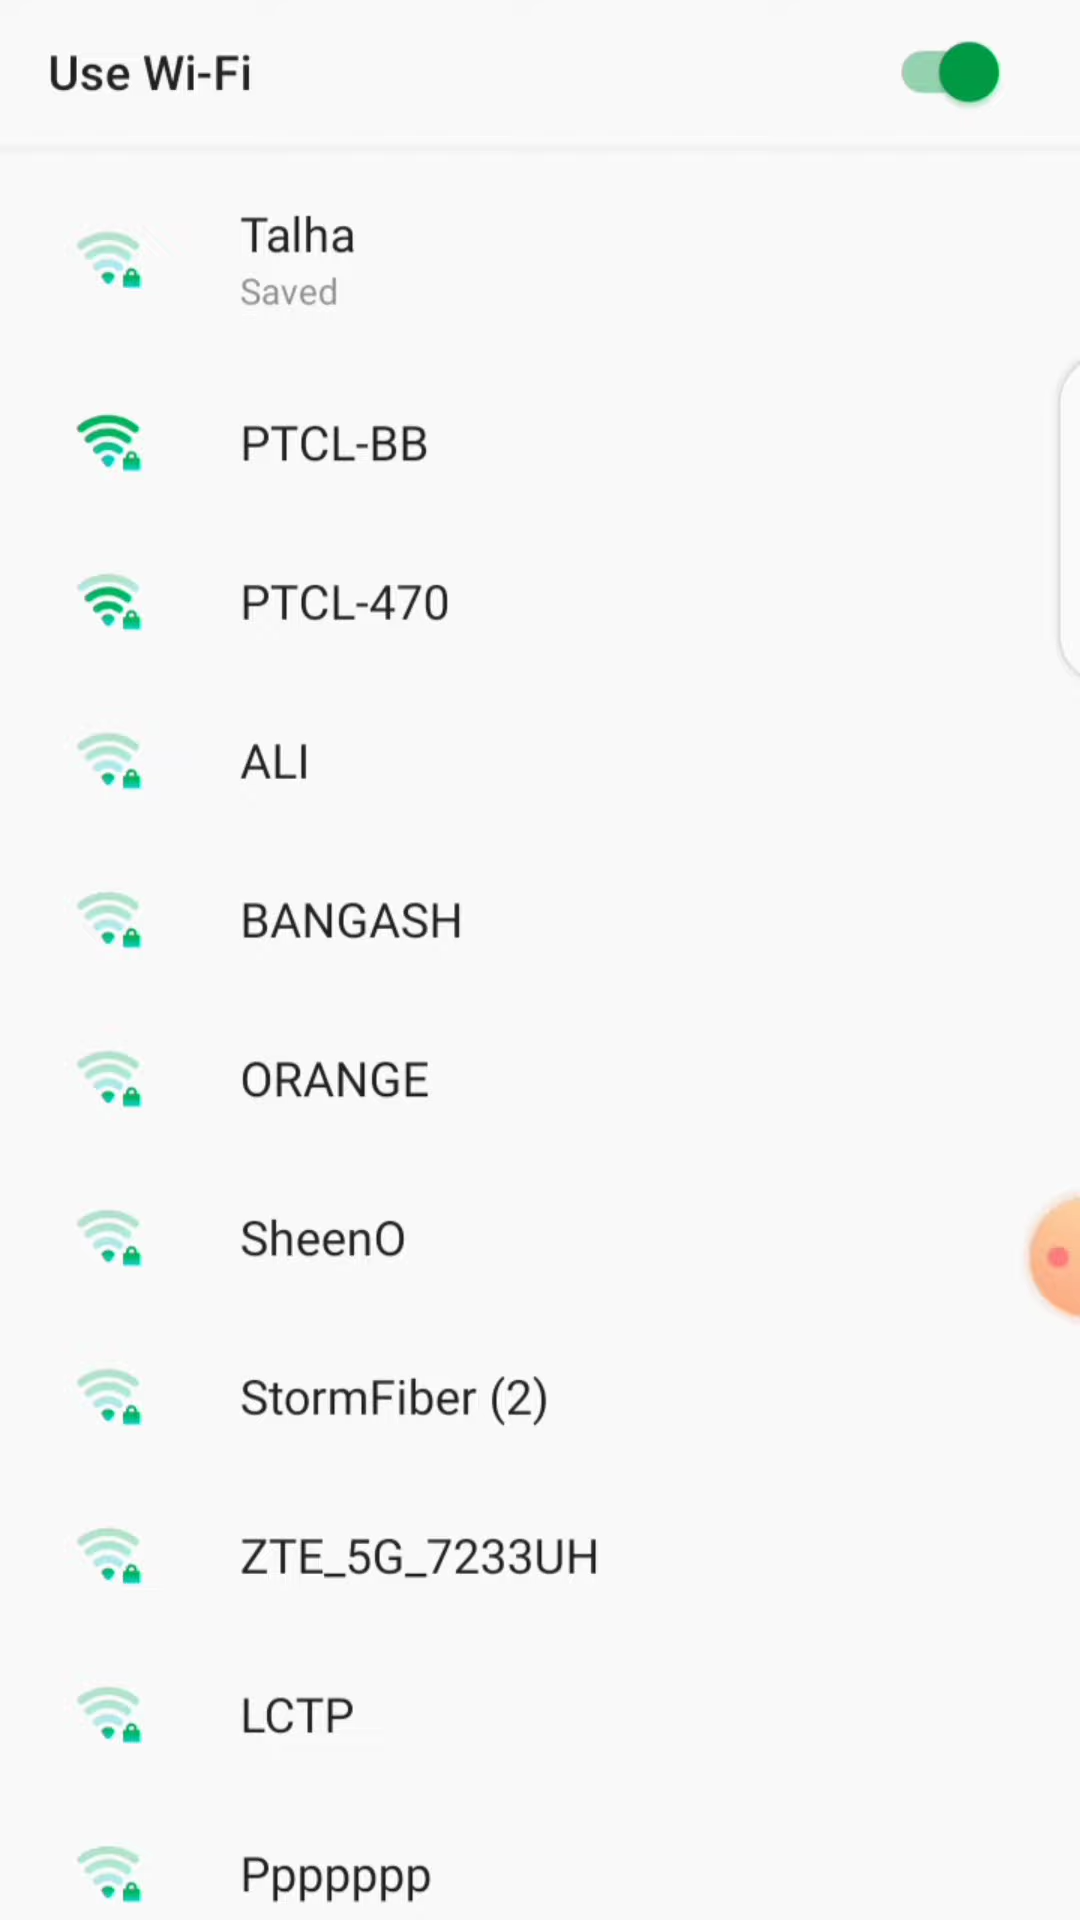 Use Wi-Fi
Talha
Saved
PTCL-BB
PTCL-470
ALI
BANGASH
ORANGE
SheenO
StormFiber (2)
ZTE_5G_7233UH
LCTP
Ppppppp